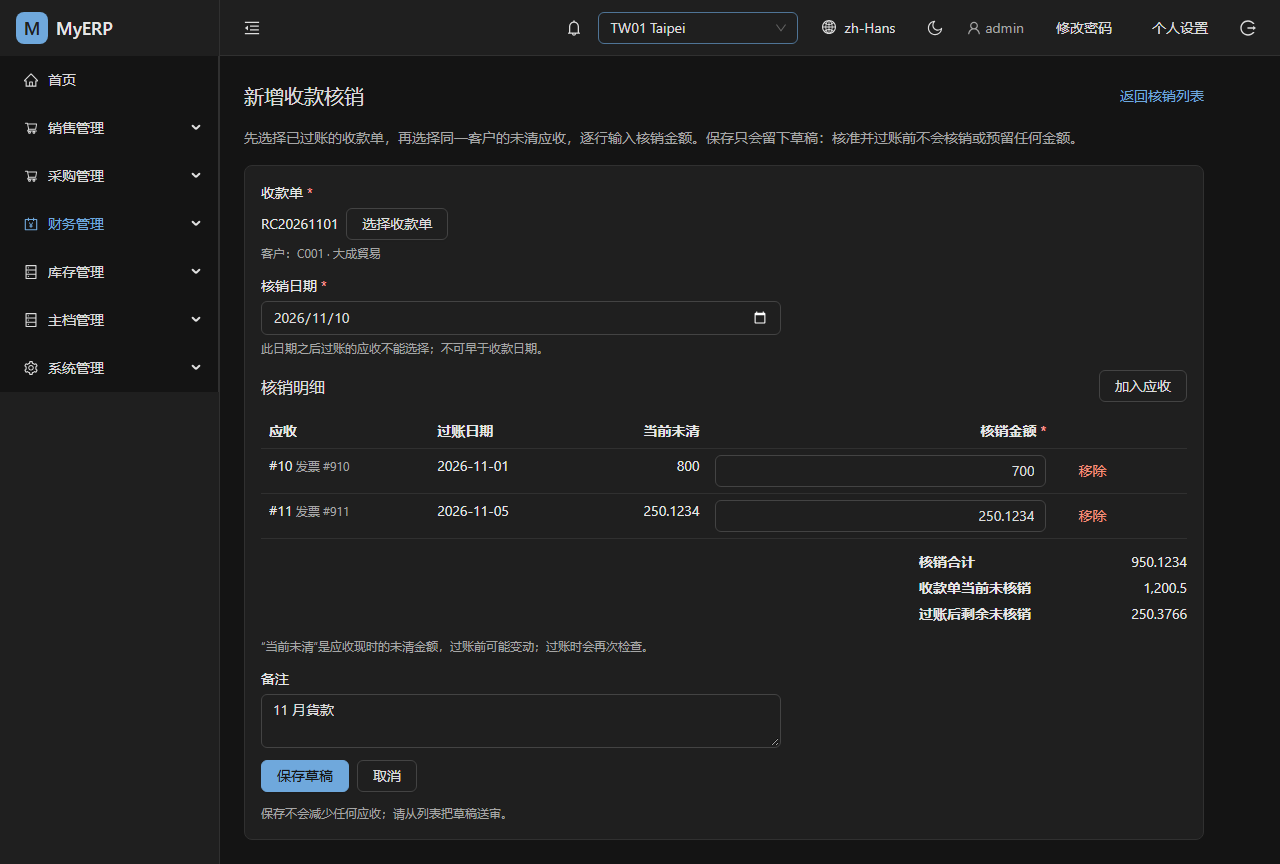 M MyERP
TW01 Taipei
zh-Hans
admin
修改密码
个人设置
首页
销售管理
采购管理
财务管理
库存管理
主档管理
系统管理
新增收款核销
返回核销列表
先选择已过账的收款单，再选择同一客户的未清应收，逐行输入核销金额。保存只会留下草稿：核准并过账前不会核销或预留任何金额。
收款单 *
RC20261101 选择收款单
客户：C001 · 大成貿易
核销日期 *
2026/11/10
此日期之后过账的应收不能选择；不可早于收款日期。
核销明细 加入应收
应收 过账日期 当前未清 核销金额 *
#10 发票 #910 2026-11-01 800 700 移除
#11 发票 #911 2026-11-05 250.1234 250.1234 移除
核销合计 950.1234
收款单当前未核销 1,200.5
过账后剩余未核销 250.3766
“当前未清”是应收现时的未清金额，过账前可能变动；过账时会再次检查。
备注
11 月貨款
保存草稿 取消
保存不会减少任何应收；请从列表把草稿送审。